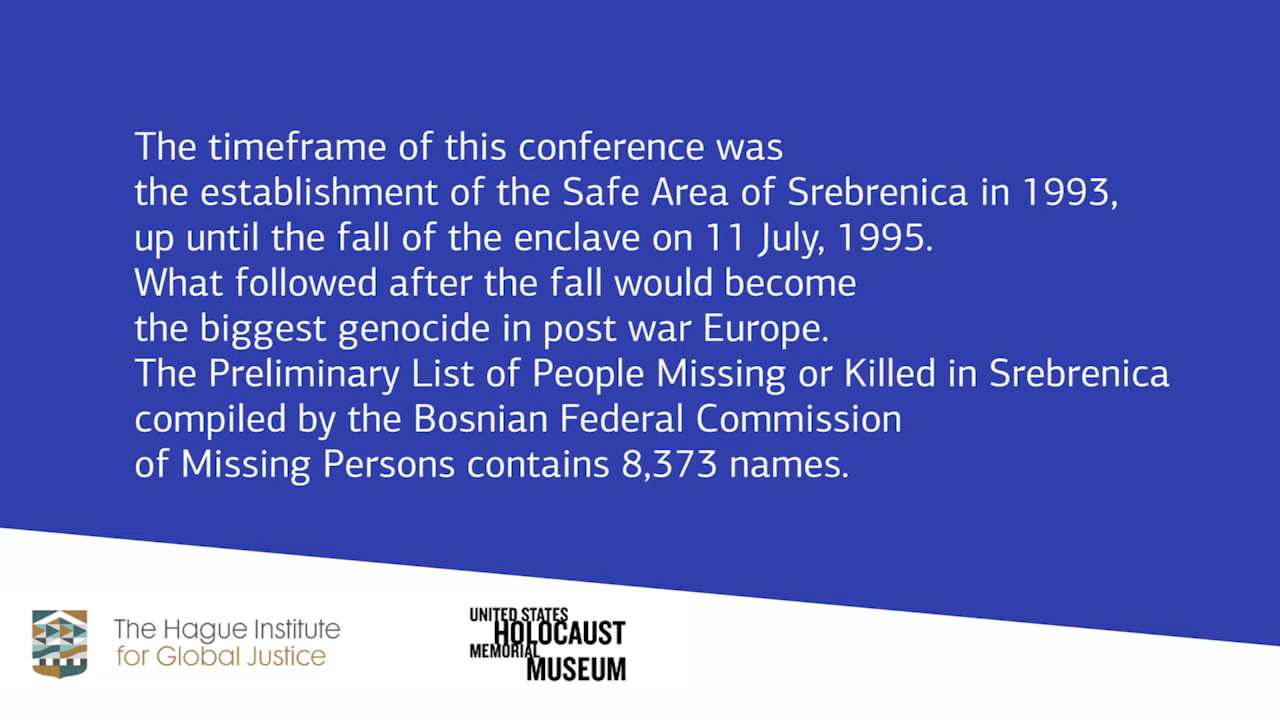 The timeframe of this conference was
the establishment of the Safe Area of Srebrenica in 1993,
up until the fall of the enclave on 11 July, 1995.
What followed after the fall would become
the biggest genocide in post war Europe.
The Preliminary List of People Missing or Killed in Srebrenica
compiled by the Bosnian Federal Commission
of Missing Persons contains 8,373 names.
The Hague Institute
for Global Justice
UNITED STATES
HOLOCAUST
MEMORIAL
MUSEUM